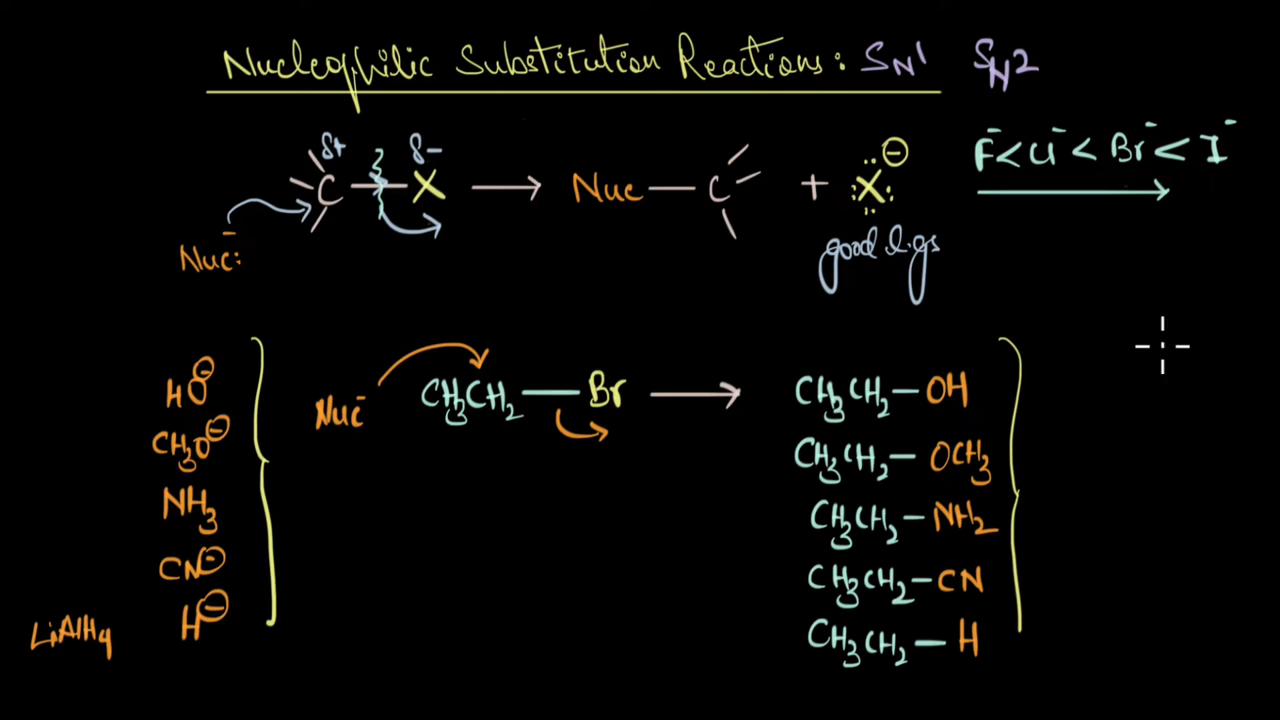 Nucleophilic Substitution Reactions: SN1 SN2
δ+ δ-
C — X → Nuc — C + :Ẍ:⊖
F⁻ < Cl⁻ < Br⁻ < I⁻
Nuc:⁻
good l.gs
HO⊖
CH₃O⊖
NH₃
CN⊖
LiAlH₄ H⊖
Nuc⁻ CH₃CH₂ — Br →
CH₃CH₂ — OH
CH₃CH₂ — OCH₃
CH₃CH₂ — NH₂
CH₃CH₂ — CN
CH₃CH₂ — H